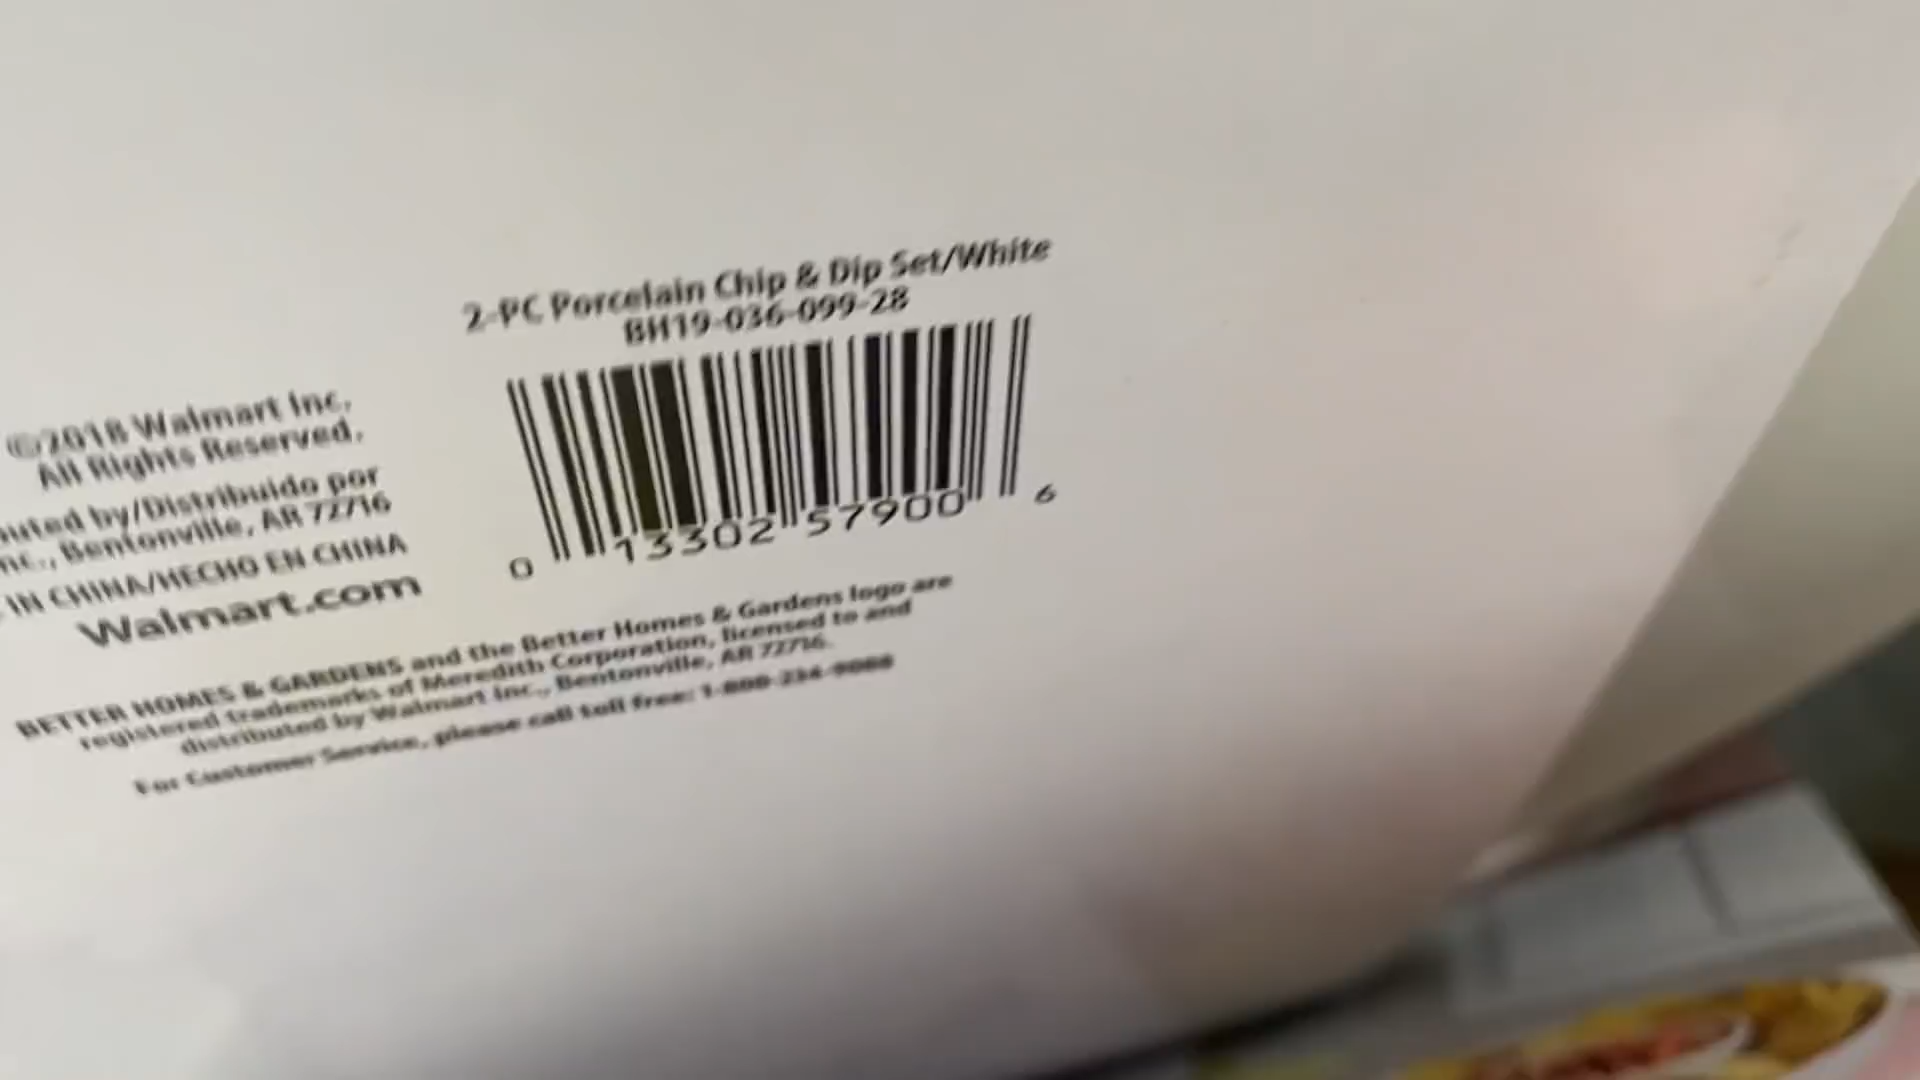 2-PC Porcelain Chip & Dip Set/White
BH19-036-099-28
0 13302 57900 6
©2018 Walmart Inc.
All Rights Reserved.
by/Distribuido por
Bentonville, AR 72716
IN CHINA/HECHO EN CHINA
Walmart.com
BETTER HOMES & GARDENS and the Better Homes & Gardens logo are
registered trademarks of Meredith Corporation, licensed to and
distributed by Walmart Inc., Bentonville, AR 72716.
For Customer Service, please call toll free: